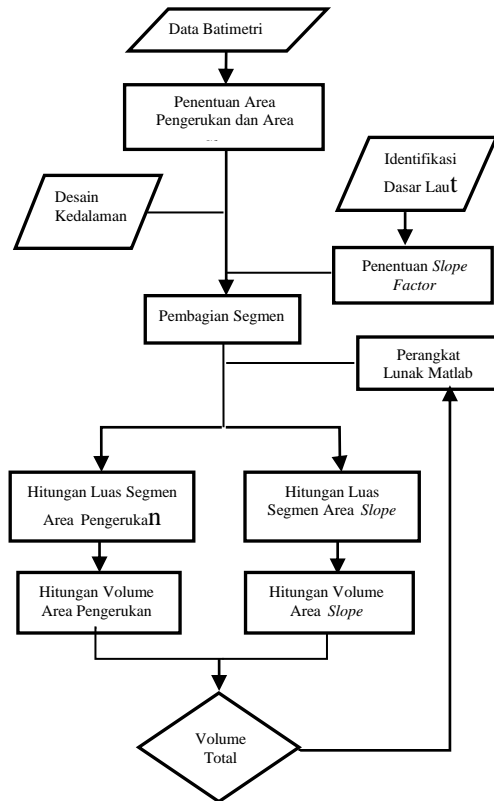 Data Batimetri
Penentuan Area
Pengerukan dan Area
Identifikasi
Dasar Laut
Desain
Kedalaman
Penentuan Slope
Factor
Pembagian Segmen
Perangkat
Lunak Matlab
Hitungan Luas Segmen
Area Pengerukan
Hitungan Luas
Segmen Area Slope
Hitungan Volume
Area Pengerukan
Hitungan Volume
Area Slope
Volume
Total